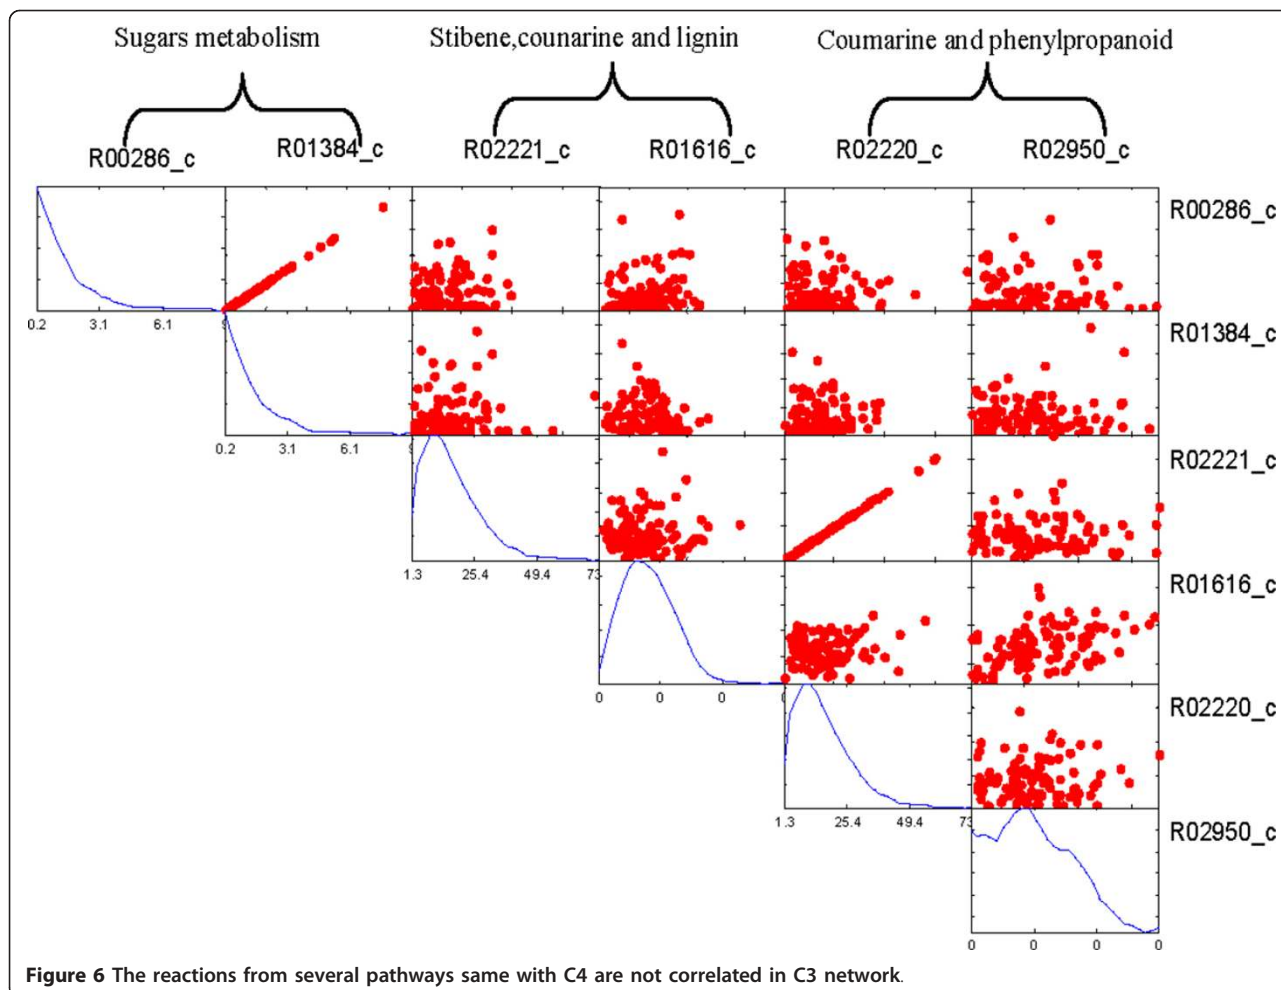 Sugars metabolism
Stibene,counarine and lignin
Coumarine and phenylpropanoid
R00286_c
R01384_c
R02221_c
R01616_c
R02220_c
R02950_c
R00286_c
0.2 3.1 6.1
R01384_c
0.2 3.1 6.1
R02221_c
1.3 25.4 49.4 73
R01616_c
0 0 0
R02220_c
1.3 25.4 49.4 73
R02950_c
0 0 0 0
Figure 6 The reactions from several pathways same with C4 are not correlated in C3 network.